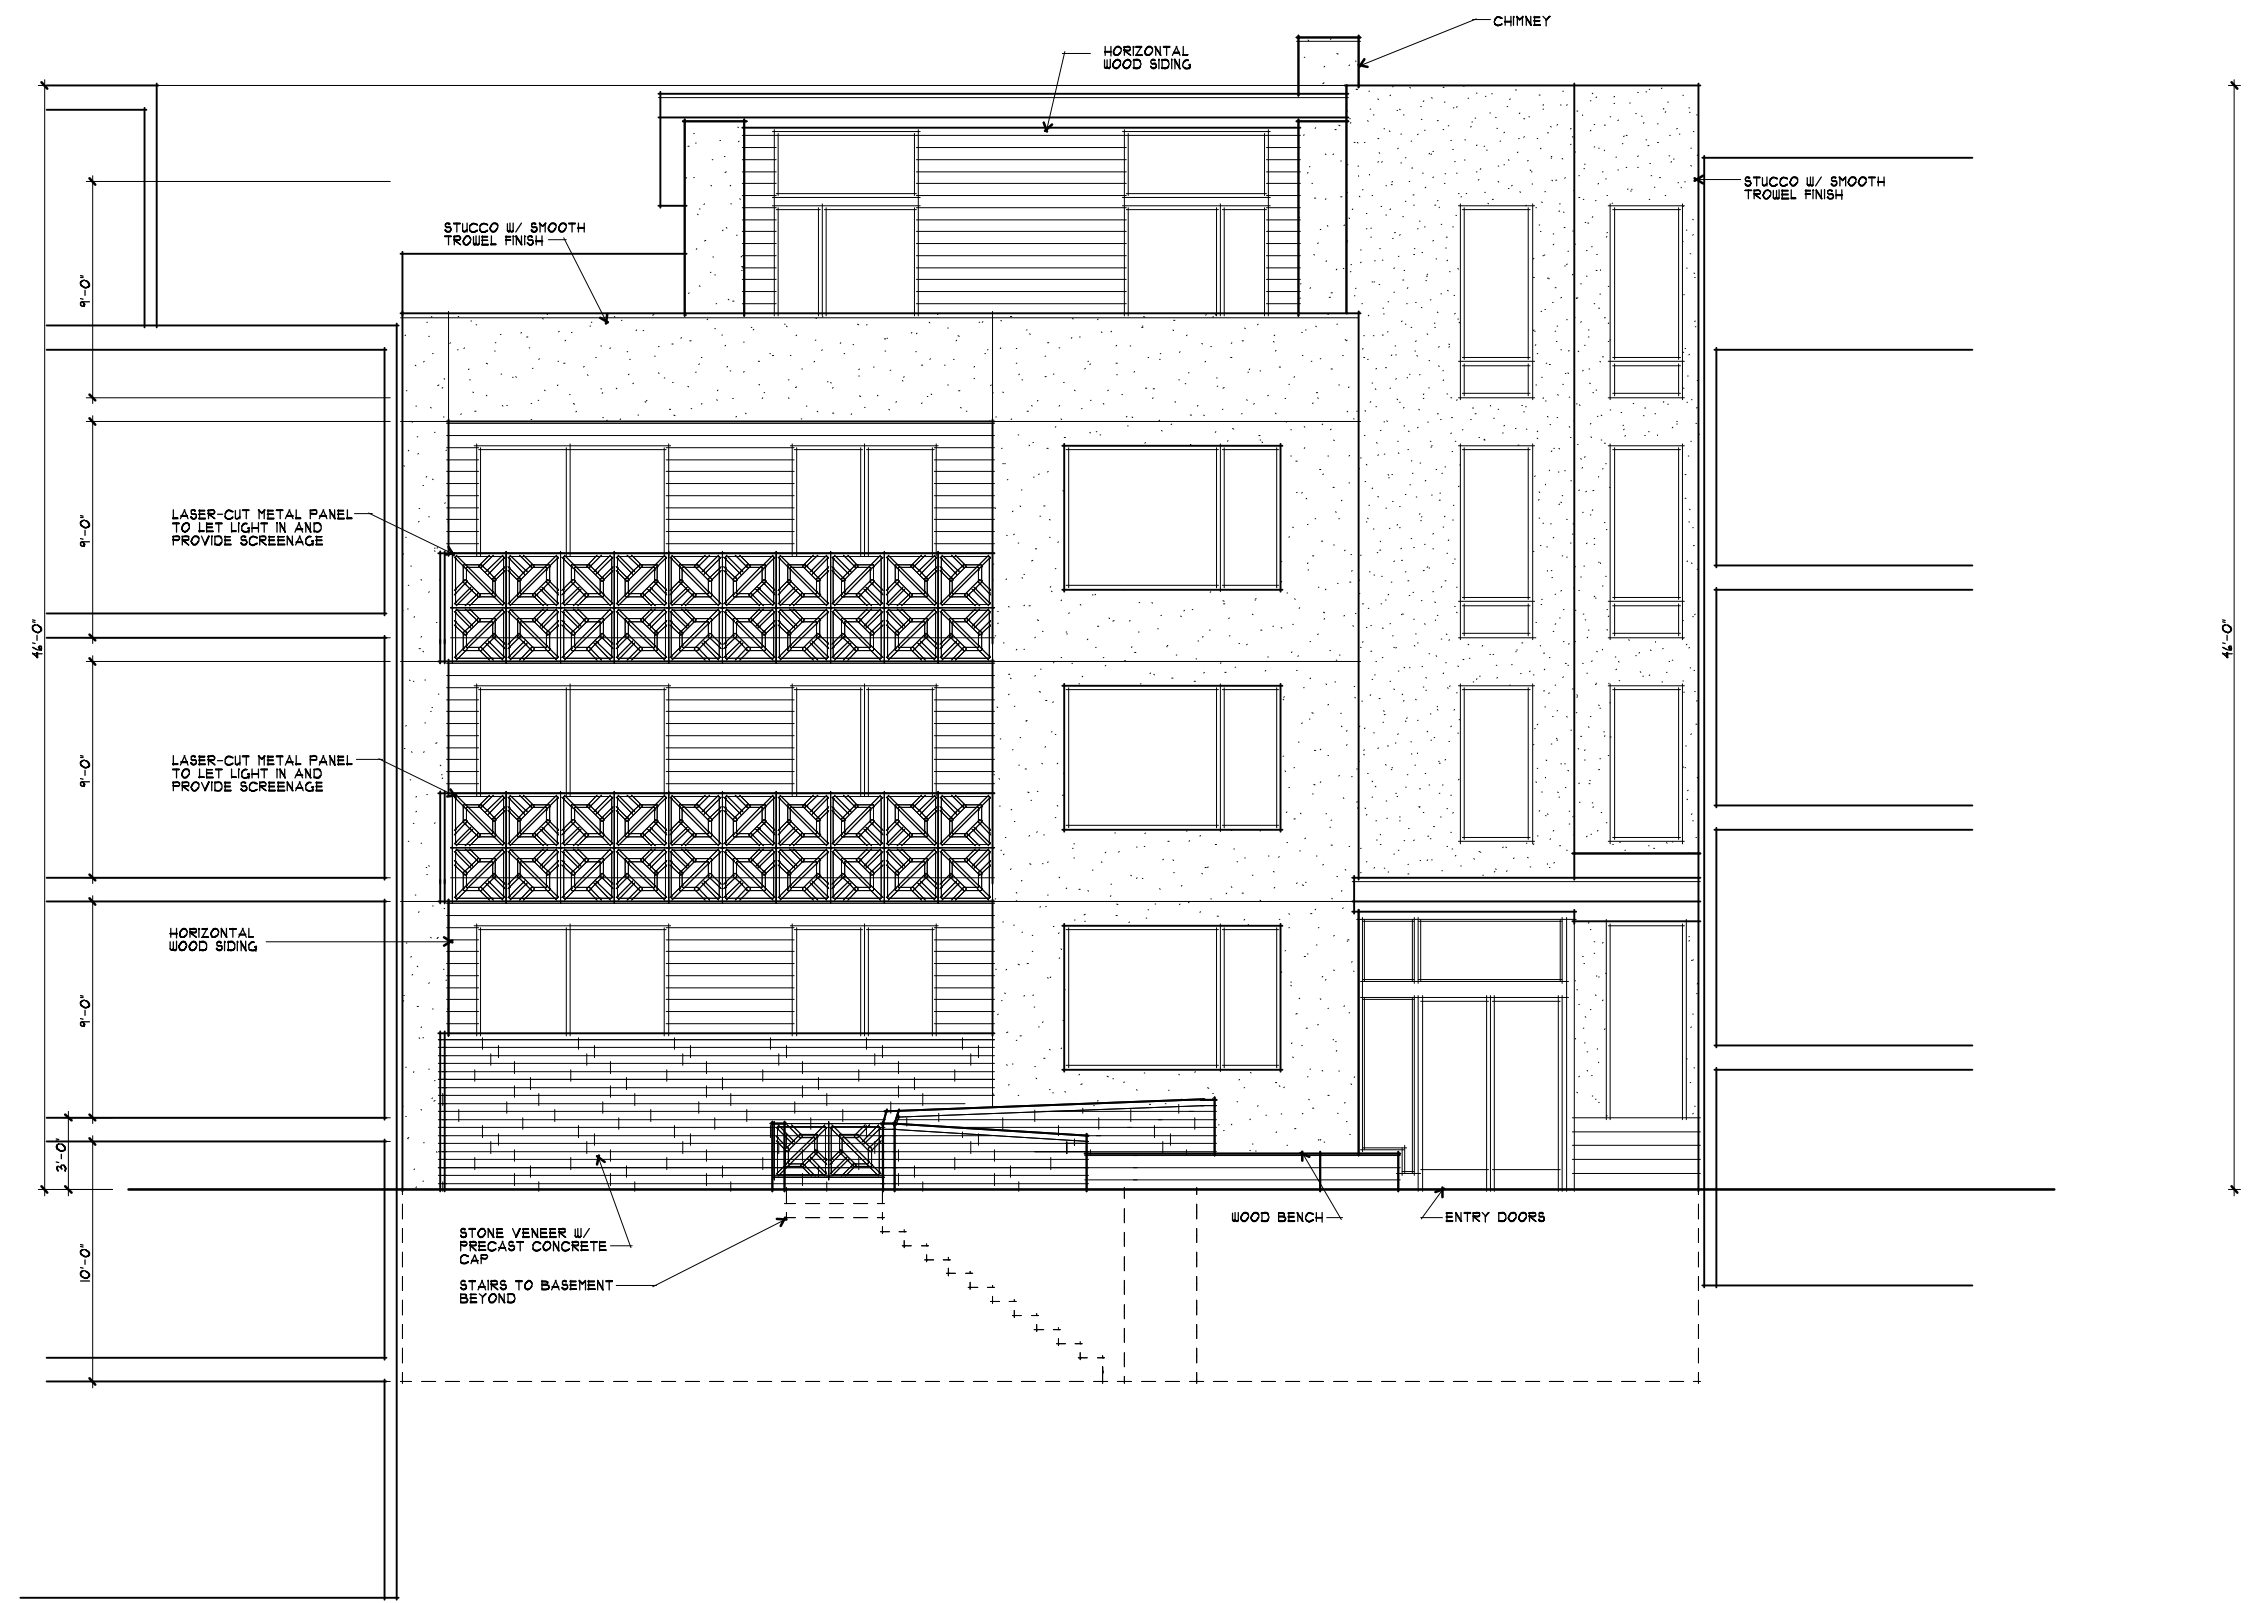 CHIMNEY
HORIZONTAL
WOOD SIDING
STUCCO W/ SMOOTH
TROWEL FINISH
STUCCO W/ SMOOTH
TROWEL FINISH
9'-0"
LASER-CUT METAL PANEL
TO LET LIGHT IN AND
PROVIDE SCREENAGE
9'-0"
46'-0"
46'-0"
LASER-CUT METAL PANEL
TO LET LIGHT IN AND
PROVIDE SCREENAGE
9'-0"
HORIZONTAL
WOOD SIDING
9'-0"
3'-0"
WOOD BENCH
ENTRY DOORS
STONE VENEER W/
PRECAST CONCRETE
CAP
10'-0"
STAIRS TO BASEMENT
BEYOND